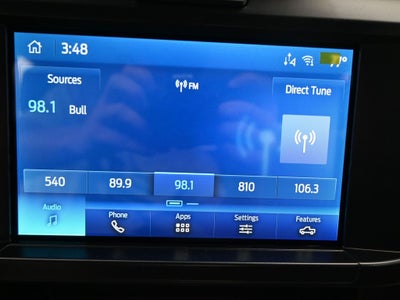 3:48
Sources
FM
Direct Tune
98.1 Bull
540 89.9 98.1 810 106.3
Audio Phone Apps Settings Features